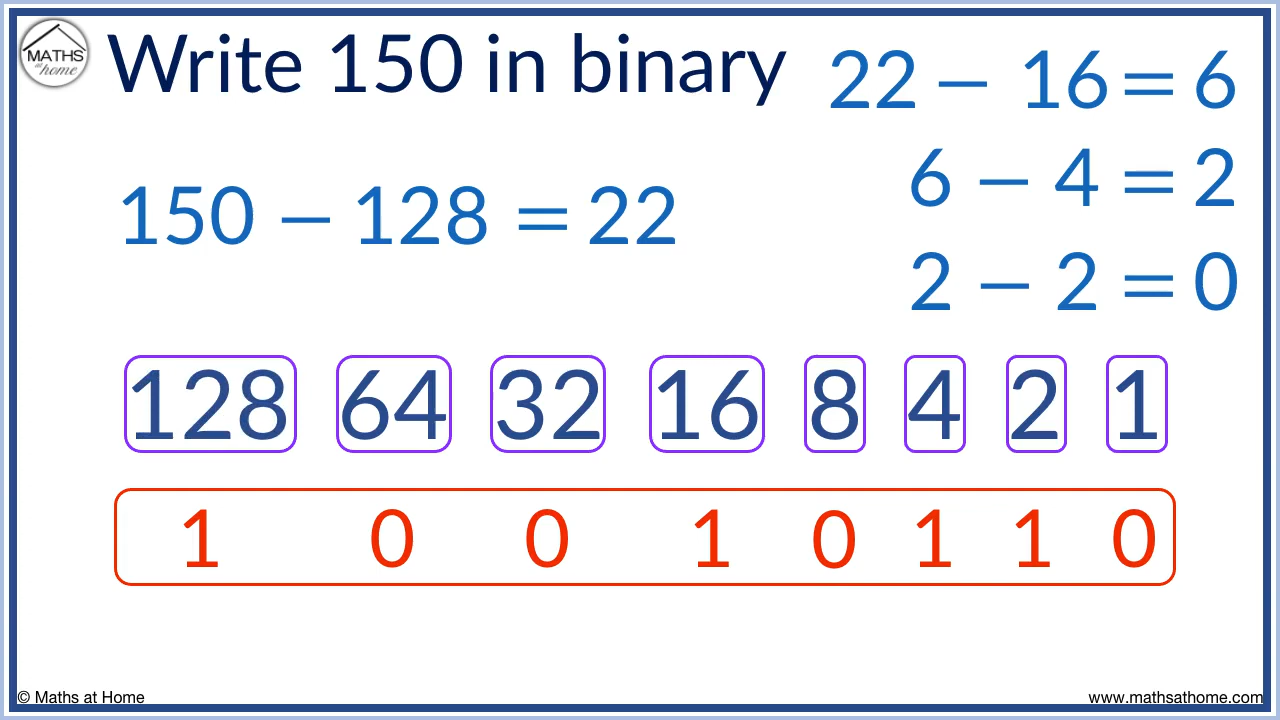 MATHS
at
home
Write 150 in binary
22 − 16 = 6
6 − 4 = 2
2 − 2 = 0
150 − 128 = 22
128 64 32 16 8 4 2 1
1 0 0 1 0 1 1 0
© Maths at Home
www.mathsathome.com